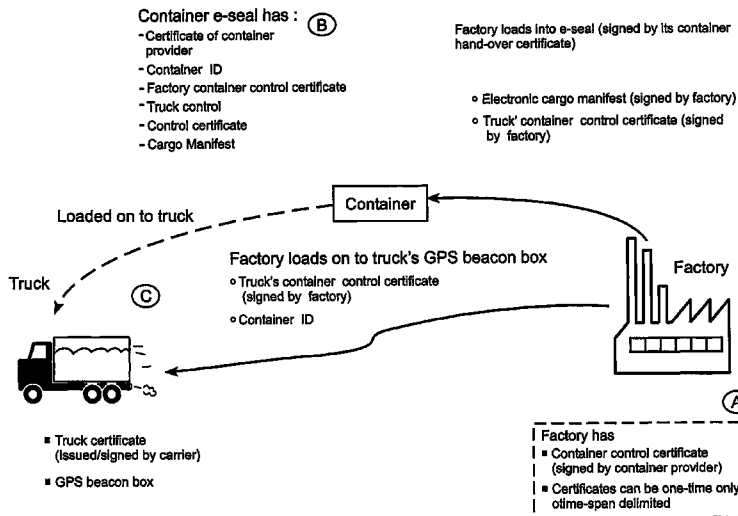 Container e-seal has :
B
- Certificate of container
provider
- Container ID
- Factory container control certificate
- Truck control
- Control certificate
- Cargo Manifest
Factory loads into e-seal (signed by its container
hand-over certificate)
o Electronic cargo manifest (signed by factory)
o Truck' container control certificate (signed
by factory)
Container
Loaded on to truck
Factory loads on to truck's GPS beacon box
o Truck's container control certificate
(signed by factory)
o Container ID
Factory
Truck
C
A
■ Truck certificate
(Issued/signed by carrier)
■ GPS beacon box
Factory has
■ Container control certificate
(signed by container provider)
■ Certificates can be one-time only
otime-span delimited